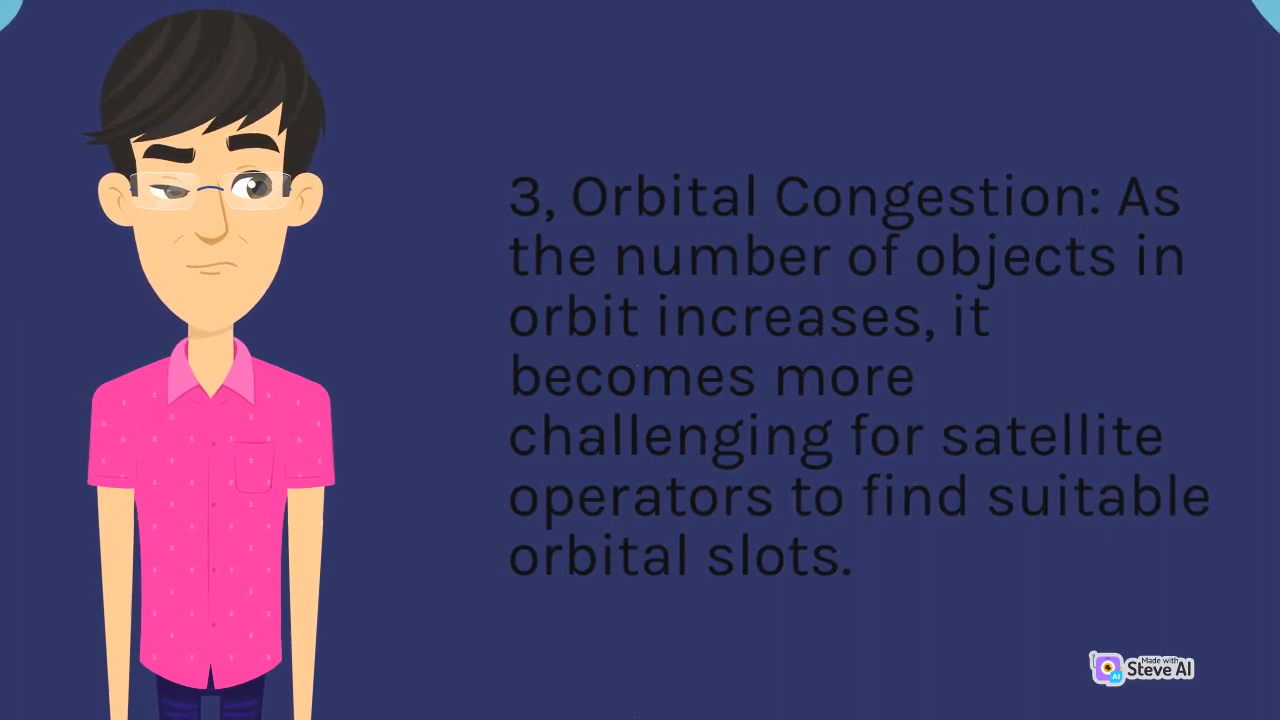 3, Orbital Congestion: As
the number of objects in
orbit increases, it
becomes more
challenging for satellite
operators to find suitable
orbital slots.
Made with
Steve AI
AI